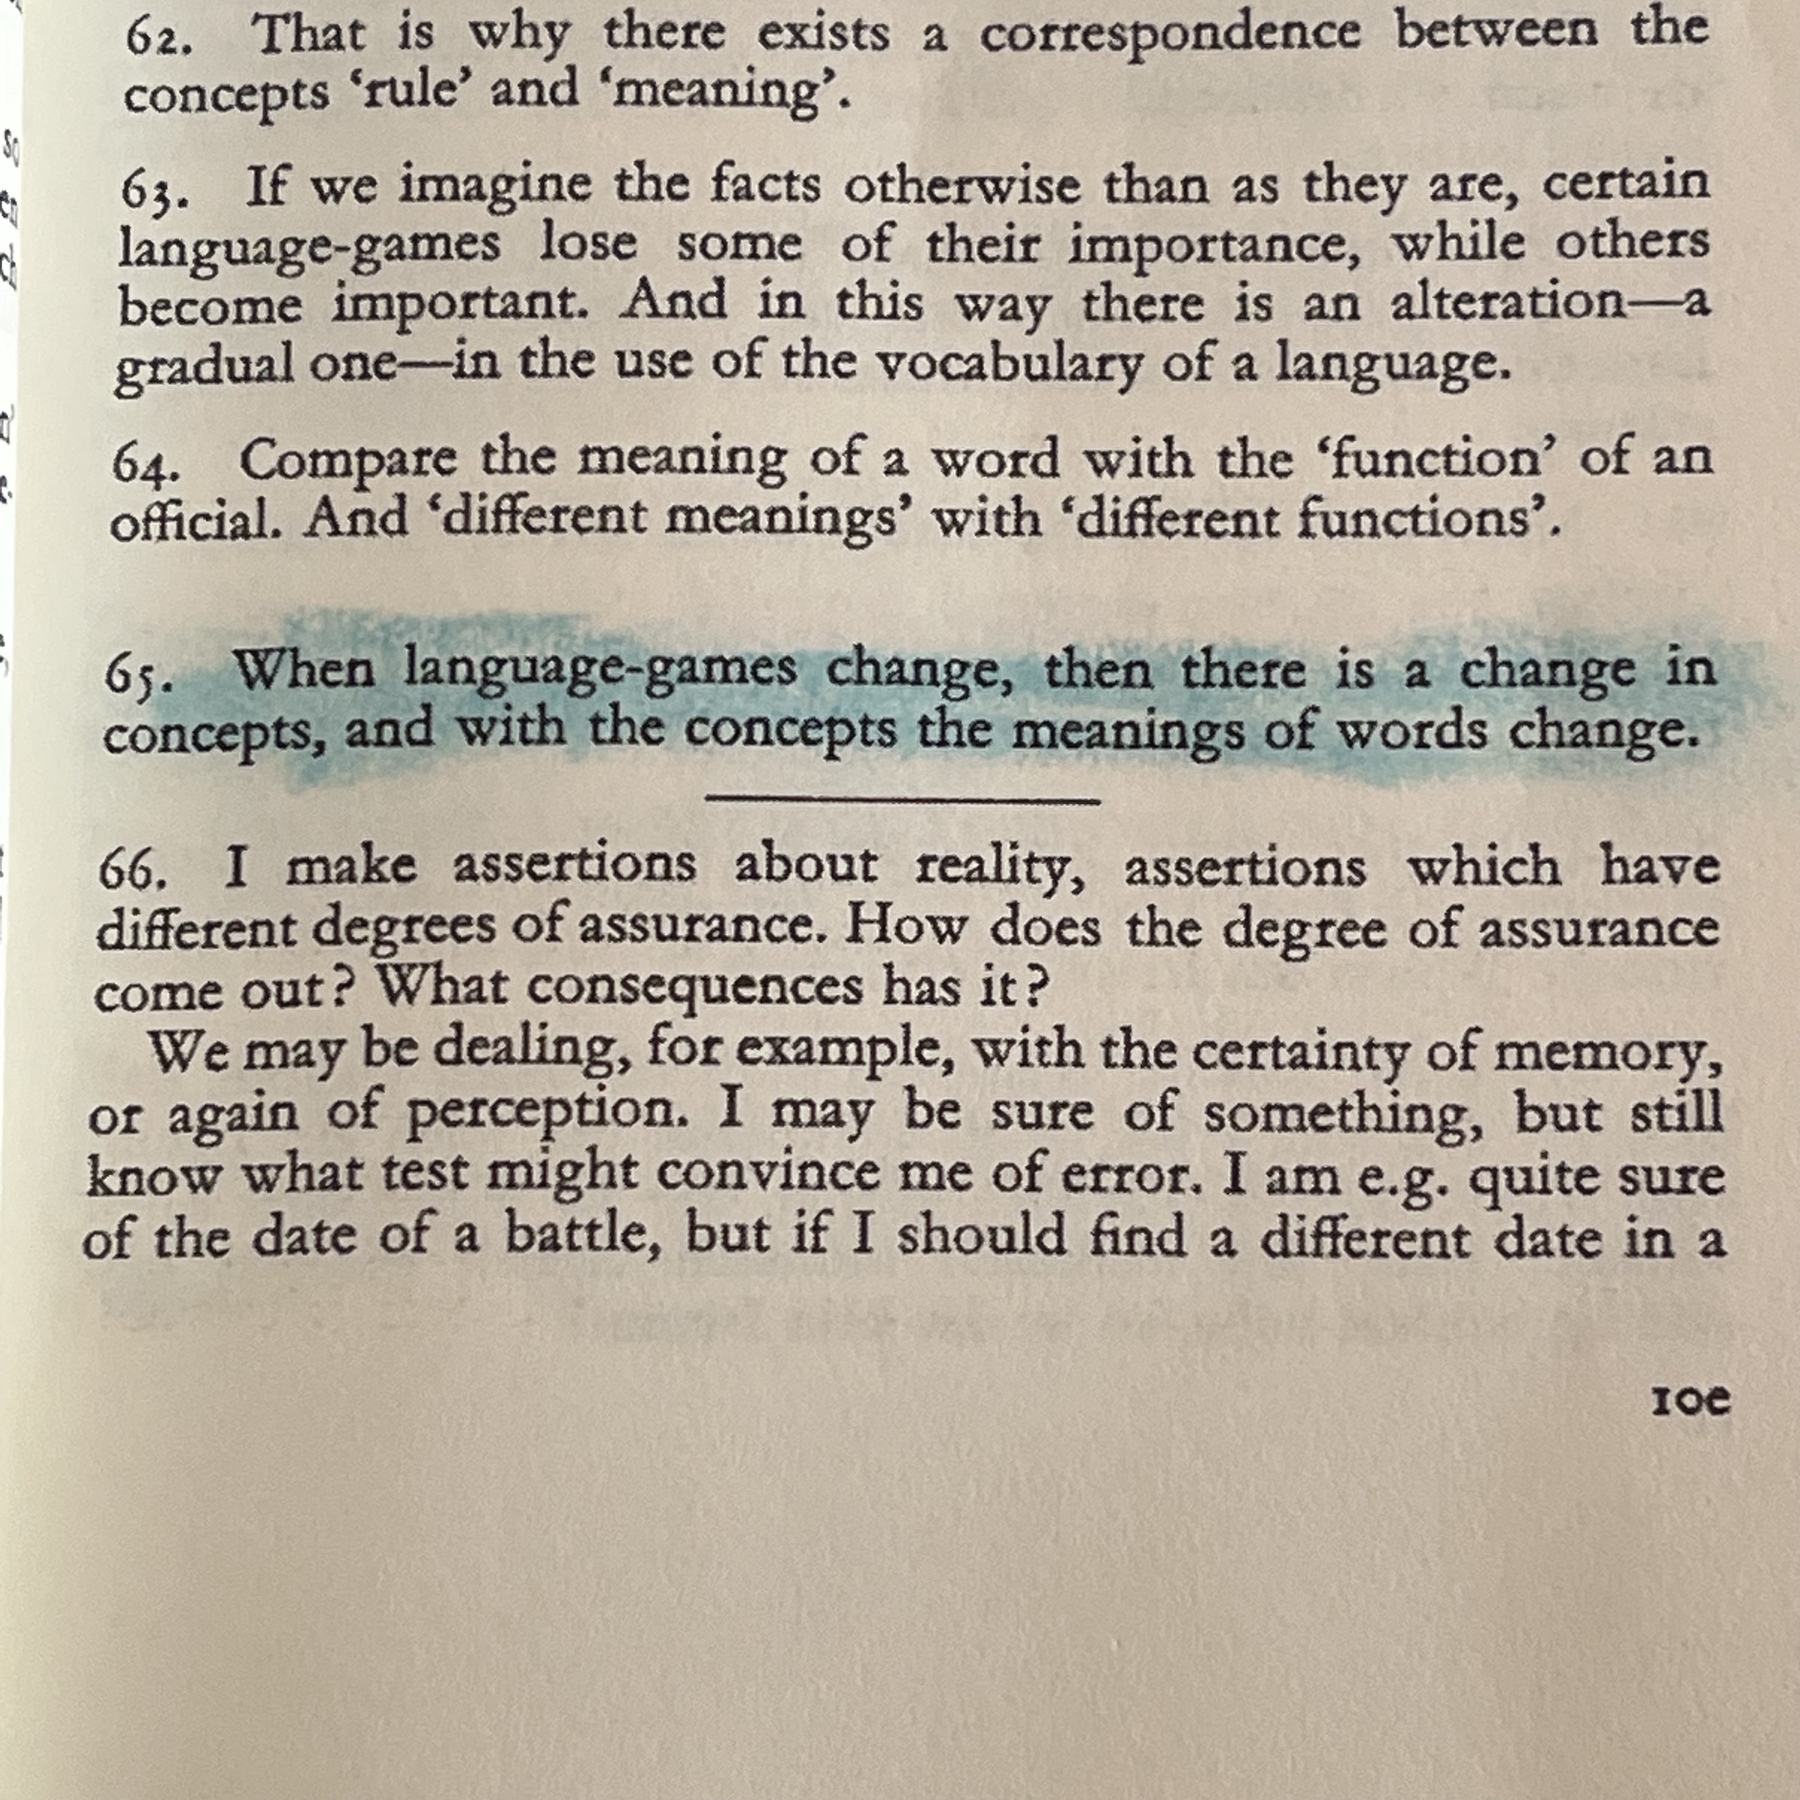 62. That is why there exists a correspondence between the
concepts ‘rule’ and ‘meaning’.
63. If we imagine the facts otherwise than as they are, certain
language-games lose some of their importance, while others
become important. And in this way there is an alteration—a
gradual one—in the use of the vocabulary of a language.
64. Compare the meaning of a word with the ‘function’ of an
official. And ‘different meanings’ with ‘different functions’.
65. When language-games change, then there is a change in
concepts, and with the concepts the meanings of words change.
66. I make assertions about reality, assertions which have
different degrees of assurance. How does the degree of assurance
come out? What consequences has it?
We may be dealing, for example, with the certainty of memory,
or again of perception. I may be sure of something, but still
know what test might convince me of error. I am e.g. quite sure
of the date of a battle, but if I should find a different date in a
10e